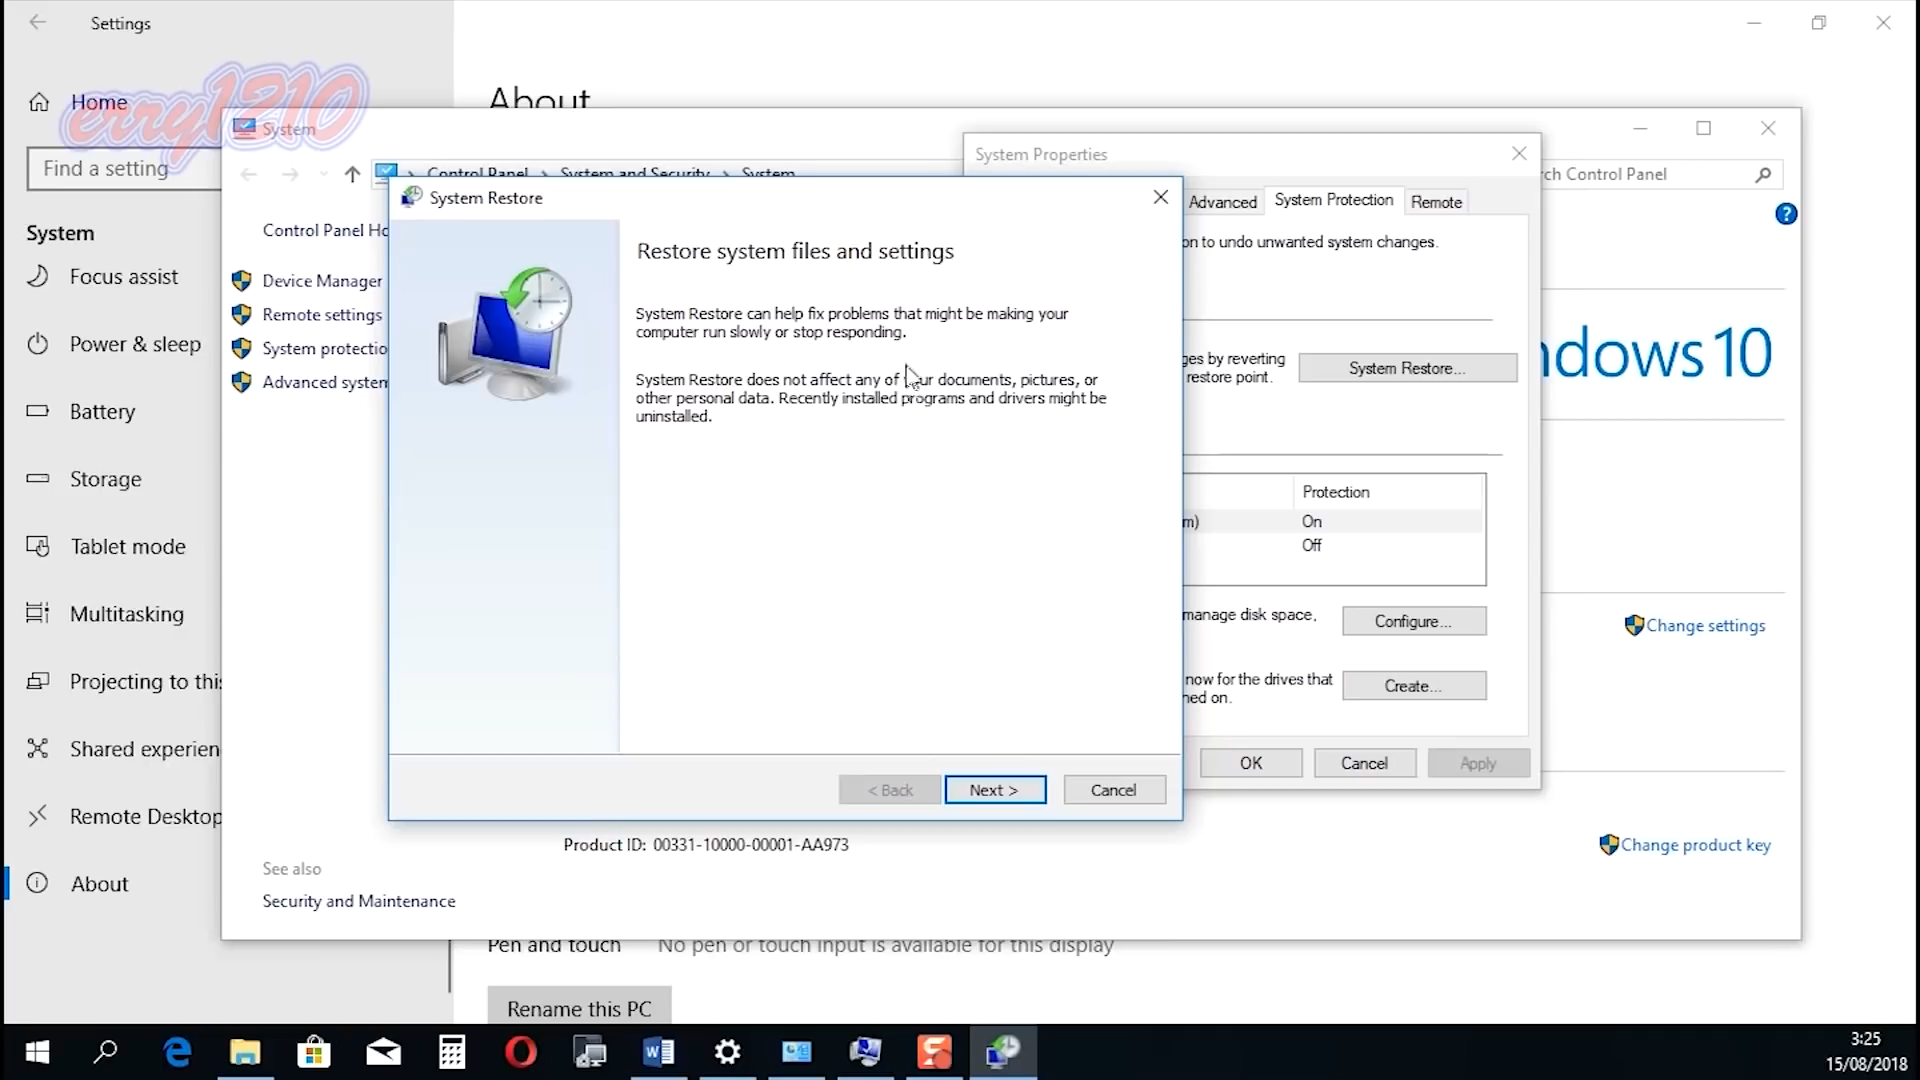 Settings
Home
erry1210
Find a setting
System
Focus assist
Power & sleep
Battery
Storage
Tablet mode
Multitasking
Projecting to this
Shared experien
Remote Desktop
About
About
System
Control Panel > System and Security > System
rch Control Panel
Control Panel Ho
Device Manager
Remote settings
System protectio
Advanced system
See also
Security and Maintenance
System Restore
Restore system files and settings
System Restore can help fix problems that might be making your
computer run slowly or stop responding.
System Restore does not affect any of your documents, pictures, or
other personal data. Recently installed programs and drivers might be
uninstalled.
< Back
Next >
Cancel
System Properties
Advanced
System Protection
Remote
on to undo unwanted system changes.
ges by reverting
restore point.
System Restore...
Protection
m) On
Off
manage disk space,
Configure...
now for the drives that
ned on.
Create...
OK
Cancel
Apply
ndows 10
Change settings
Product ID: 00331-10000-00001-AA973
Change product key
Pen and touch No pen or touch input is available for this display
Rename this PC
3:25
15/08/2018